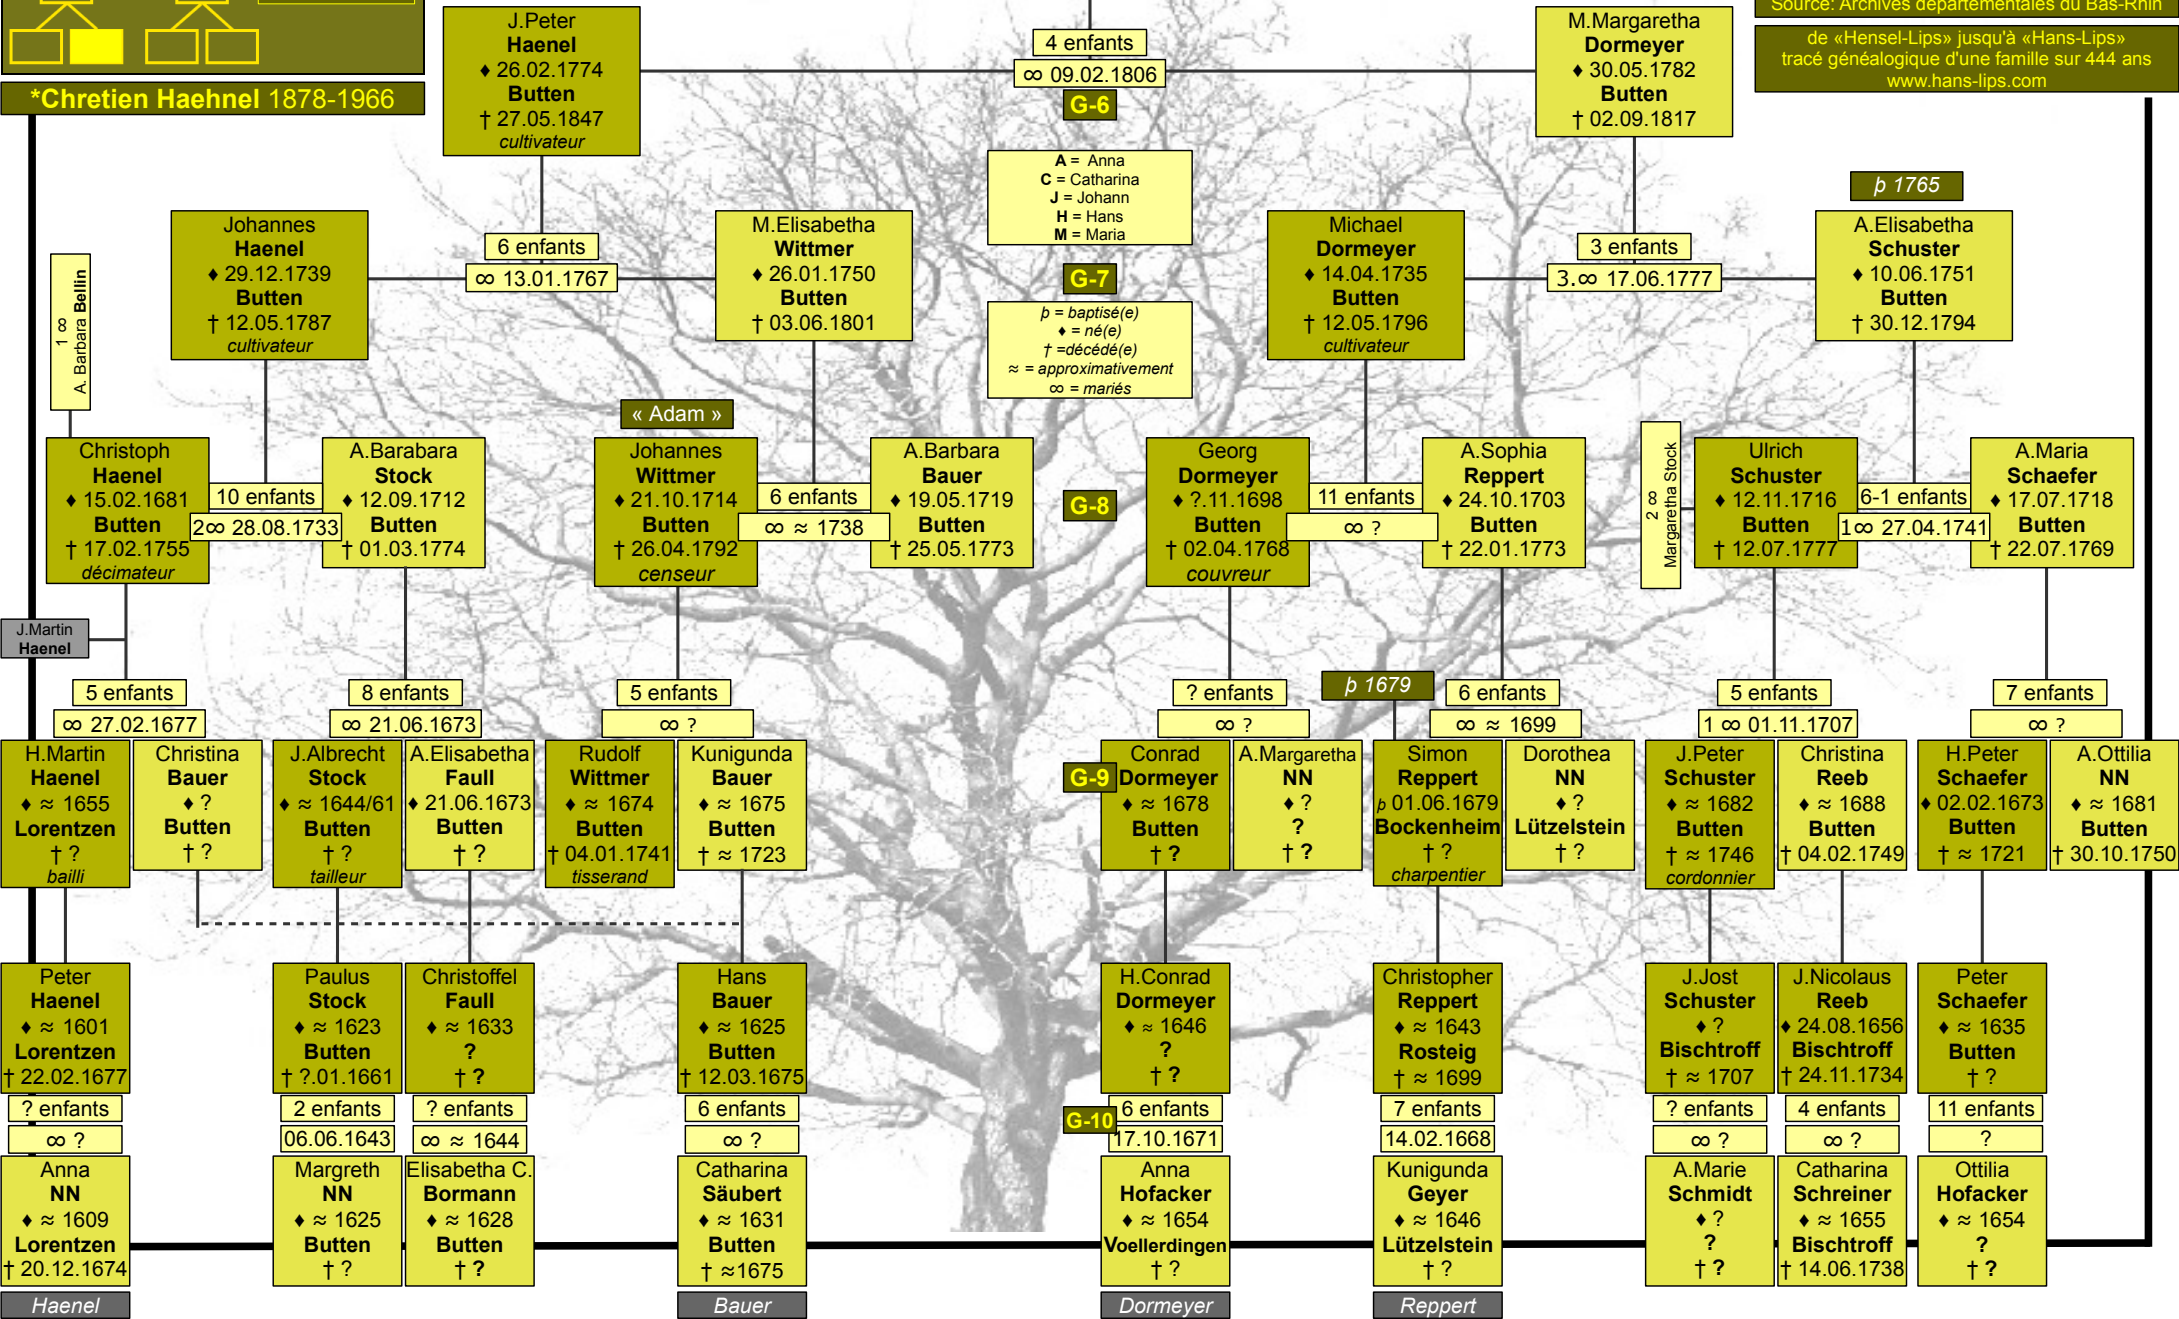 Source: Archives départementales du Bas-Rhin
de «Hensel-Lips» jusqu'à «Hans-Lips»
tracé généalogique d'une famille sur 444 ans
www.hans-lips.com
*Chretien Haehnel 1878-1966
J.Peter
Haenel
♦ 26.02.1774
Butten
† 27.05.1847
cultivateur
4 enfants
∞ 09.02.1806
G-6
M.Margaretha
Dormeyer
♦ 30.05.1782
Butten
† 02.09.1817
A = Anna
C = Catharina
J = Johann
H = Hans
M = Maria
þ 1765
Johannes
Haenel
♦ 29.12.1739
Butten
† 12.05.1787
cultivateur
6 enfants
∞ 13.01.1767
M.Elisabetha
Wittmer
♦ 26.01.1750
Butten
† 03.06.1801
G-7
þ = baptisé(e)
♦ = né(e)
† =décédé(e)
≈ = approximativement
∞ = mariés
Michael
Dormeyer
♦ 14.04.1735
Butten
† 12.05.1796
cultivateur
3 enfants
3.∞ 17.06.1777
A.Elisabetha
Schuster
♦ 10.06.1751
Butten
† 30.12.1794
1 ∞
A. Barbara Bellin
« Adam »
Christoph
Haenel
♦ 15.02.1681
Butten
† 17.02.1755
décimateur
10 enfants
2∞ 28.08.1733
A.Barabara
Stock
♦ 12.09.1712
Butten
† 01.03.1774
Johannes
Wittmer
♦ 21.10.1714
Butten
† 26.04.1792
censeur
6 enfants
∞ ≈ 1738
A.Barbara
Bauer
♦ 19.05.1719
Butten
† 25.05.1773
G-8
Georg
Dormeyer
♦ ?.11.1698
Butten
† 02.04.1768
couvreur
11 enfants
∞ ?
A.Sophia
Reppert
♦ 24.10.1703
Butten
† 22.01.1773
2 ∞
Margaretha Stock
Ulrich
Schuster
♦ 12.11.1716
Butten
† 12.07.1777
6-1 enfants
1∞ 27.04.1741
A.Maria
Schaefer
♦ 17.07.1718
Butten
† 22.07.1769
J.Martin
Haenel
5 enfants
∞ 27.02.1677
8 enfants
∞ 21.06.1673
5 enfants
∞ ?
? enfants
∞ ?
þ 1679
6 enfants
∞ ≈ 1699
5 enfants
1 ∞ 01.11.1707
7 enfants
∞ ?
H.Martin
Haenel
♦ ≈ 1655
Lorentzen
† ?
bailli
Christina
Bauer
♦ ?
Butten
† ?
J.Albrecht
Stock
♦ ≈ 1644/61
Butten
† ?
tailleur
A.Elisabetha
Faull
♦ 21.06.1673
Butten
† ?
Rudolf
Wittmer
♦ ≈ 1674
Butten
† 04.01.1741
tisserand
Kunigunda
Bauer
♦ ≈ 1675
Butten
† ≈ 1723
G-9
Conrad
Dormeyer
♦ ≈ 1678
Butten
† ?
A.Margaretha
NN
♦ ?
?
† ?
Simon
Reppert
þ 01.06.1679
Bockenheim
† ?
charpentier
Dorothea
NN
♦ ?
Lützelstein
† ?
J.Peter
Schuster
♦ ≈ 1682
Butten
† ≈ 1746
cordonnier
Christina
Reeb
♦ ≈ 1688
Butten
† 04.02.1749
H.Peter
Schaefer
♦ 02.02.1673
Butten
† ≈ 1721
A.Ottilia
NN
♦ ≈ 1681
Butten
† 30.10.1750
Peter
Haenel
♦ ≈ 1601
Lorentzen
† 22.02.1677
? enfants
∞ ?
Anna
NN
♦ ≈ 1609
Lorentzen
† 20.12.1674
Haenel
Paulus
Stock
♦ ≈ 1623
Butten
† ?.01.1661
2 enfants
06.06.1643
Margreth
NN
♦ ≈ 1625
Butten
† ?
Christoffel
Faull
♦ ≈ 1633
?
† ?
? enfants
∞ ≈ 1644
Elisabetha C.
Bormann
♦ ≈ 1628
Butten
† ?
Hans
Bauer
♦ ≈ 1625
Butten
† 12.03.1675
6 enfants
∞ ?
Catharina
Säubert
♦ ≈ 1631
Butten
† ≈1675
Bauer
H.Conrad
Dormeyer
♦ ≈ 1646
?
† ?
G-10
6 enfants
17.10.1671
Anna
Hofacker
♦ ≈ 1654
Voellerdingen
† ?
Dormeyer
Christopher
Reppert
♦ ≈ 1643
Rosteig
† ≈ 1699
7 enfants
14.02.1668
Kunigunda
Geyer
♦ ≈ 1646
Lützelstein
† ?
Reppert
J.Jost
Schuster
♦ ?
Bischtroff
† ≈ 1707
? enfants
∞ ?
A.Marie
Schmidt
♦ ?
?
† ?
J.Nicolaus
Reeb
♦ 24.08.1656
Bischtroff
† 24.11.1734
4 enfants
∞ ?
Catharina
Schreiner
♦ ≈ 1655
Bischtroff
† 14.06.1738
Peter
Schaefer
♦ ≈ 1635
Butten
† ?
11 enfants
?
Ottilia
Hofacker
♦ ≈ 1654
?
† ?